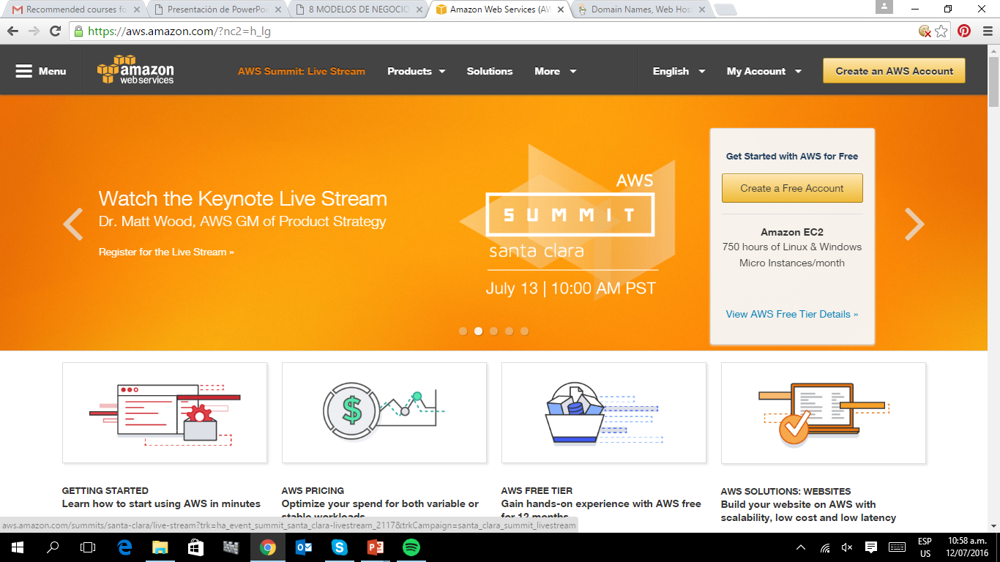 Recommended courses fo
Presentación de PowerPoi
8 MODELOS DE NEGOCIO
Amazon Web Services (AW
Domain Names, Web Hos
https://aws.amazon.com/?nc2=h_lg
Menu
amazon
web services
AWS Summit: Live Stream
Products
Solutions
More
English
My Account
Create an AWS Account
Watch the Keynote Live Stream
Dr. Matt Wood, AWS GM of Product Strategy
Register for the Live Stream »
AWS
SUMMIT
santa clara
July 13 | 10:00 AM PST
Get Started with AWS for Free
Create a Free Account
Amazon EC2
750 hours of Linux & Windows
Micro Instances/month
View AWS Free Tier Details »
GETTING STARTED
Learn how to start using AWS in minutes
AWS PRICING
Optimize your spend for both variable or
stable workloads
AWS FREE TIER
Gain hands-on experience with AWS free
for 12 months
AWS SOLUTIONS: WEBSITES
Build your website on AWS with
scalability, low cost and low latency
aws.amazon.com/summits/santa-clara/live-stream?trk=ha_event_summit_santa_clara-livestream_2117&trkCampaign=santa_clara_summit_livestream
ESP
US
10:58 a.m.
12/07/2016